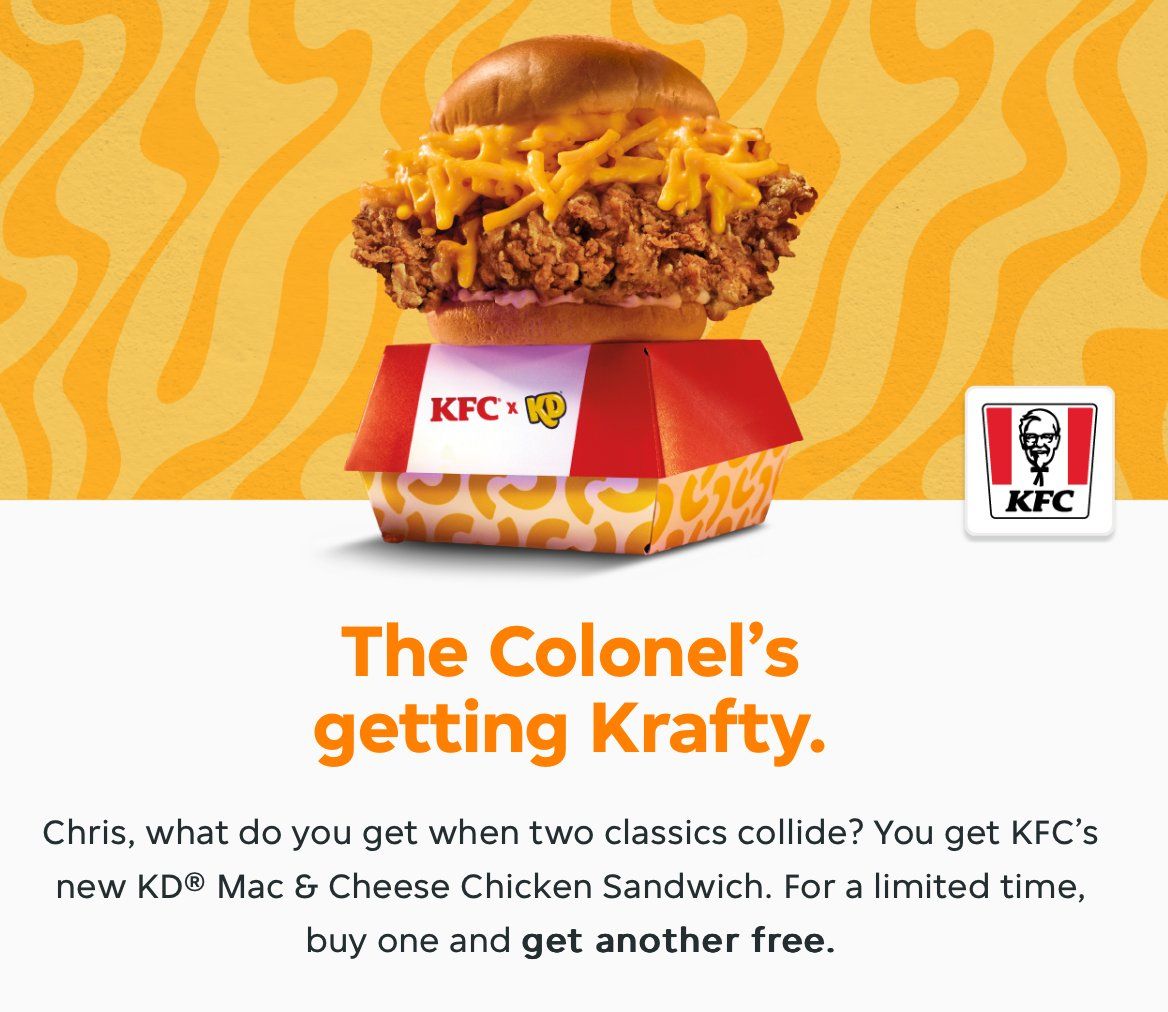 KFC® x KD
KFC
The Colonel’s
getting Krafty.
Chris, what do you get when two classics collide? You get KFC’s
new KD® Mac & Cheese Chicken Sandwich. For a limited time,
buy one and get another free.